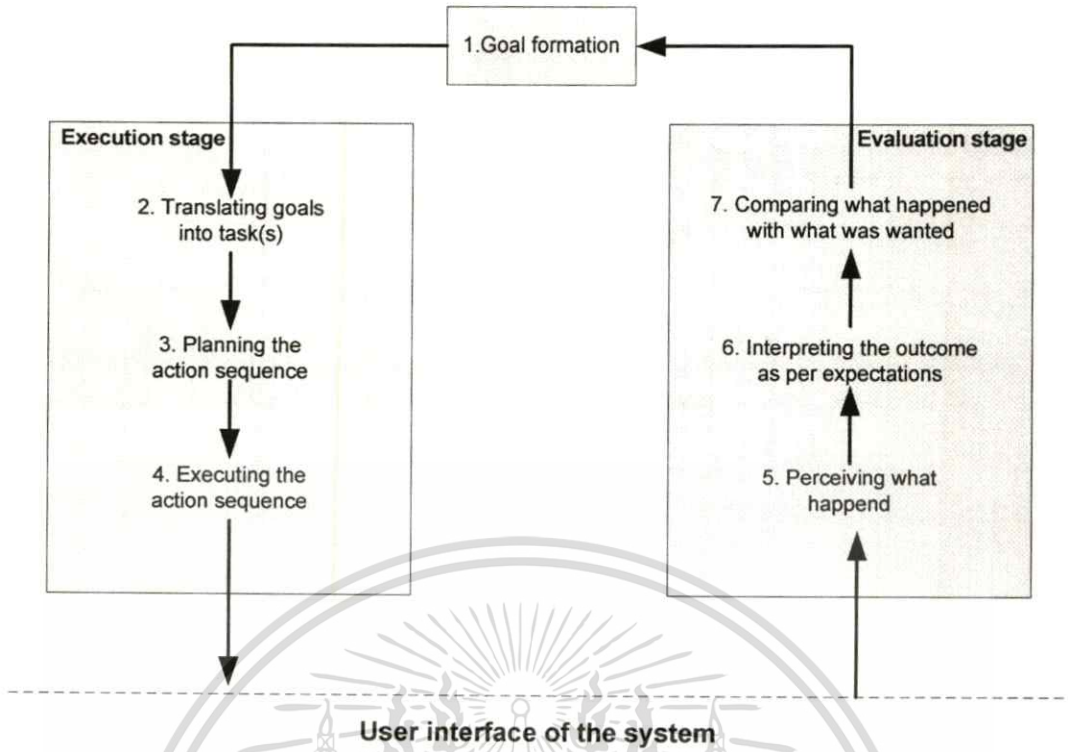 1.Goal formation
Execution stage
2. Translating goals
into task(s)
3. Planning the
action sequence
4. Executing the
action sequence
Evaluation stage
7. Comparing what happened
with what was wanted
6. Interpreting the outcome
as per expectations
5. Perceiving what
happend
User interface of the system